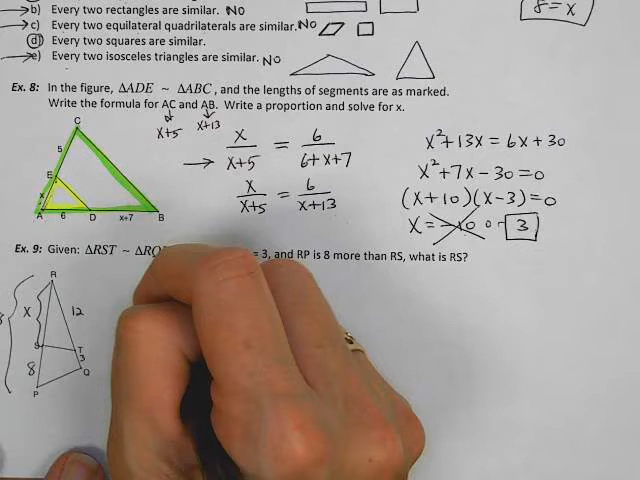 b) Every two rectangles are similar. NO
8 = x
c) Every two equilateral quadrilaterals are similar. NO
d) Every two squares are similar.
e) Every two isosceles triangles are similar. NO
Ex. 8: In the figure, ΔADE ~ ΔABC, and the lengths of segments are as marked.
Write the formula for AC and AB. Write a proportion and solve for x.
x+5 x+13
C
5
E
x
A 6 D x+7 B
x/(x+5) = 6/(6+x+7)
x/(x+5) = 6/(x+13)
x²+13x = 6x+30
x²+7x-30=0
(x+10)(x-3)=0
x = -10 or 3
Ex. 9: Given: ΔRST ~ ΔRQ = 3, and RP is 8 more than RS, what is RS?
R
x 12
S T
3
8 Q
P